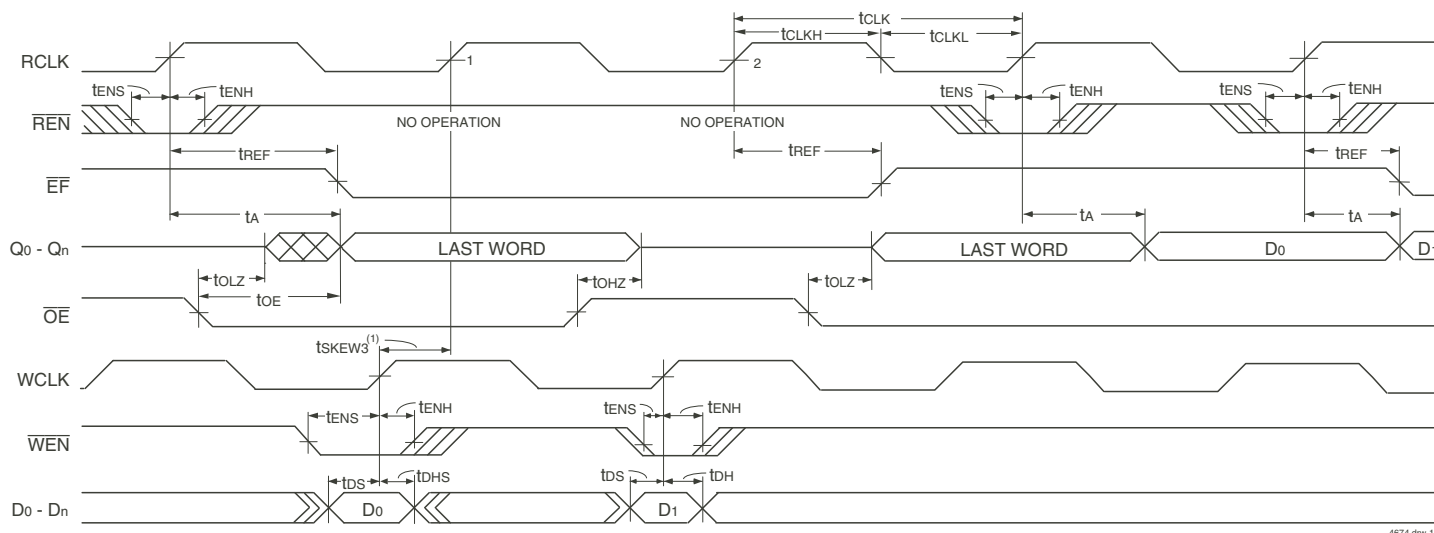 tCLK
tCLKH tCLKL
RCLK 1 2
tENS tENH tENS tENH tENS tENH
REN NO OPERATION NO OPERATION
tREF tREF tREF
EF
tA tA tA
Q0 - Qn LAST WORD LAST WORD D0
tOLZ tOHZ tOLZ
tOE
OE
tSKEW3(1)
WCLK
tENS tENH tENS tENH
WEN
tDS tDHS tDS tDH
D0 - Dn D0 D1